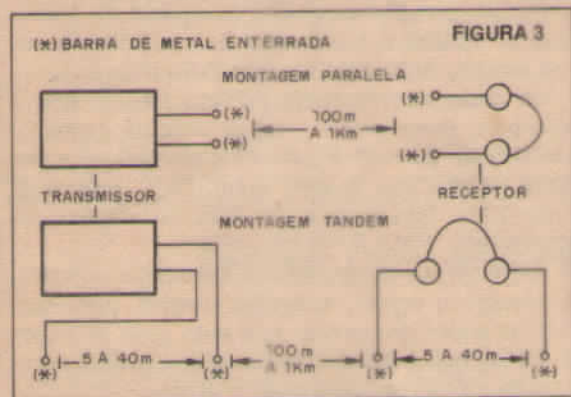 (*) BARRA DE METAL ENTERRADA
FIGURA 3
MONTAGEM PARALELA
(*)
(*)
100m
A 1Km
(*)
(*)
TRANSMISSOR
RECEPTOR
MONTAGEM TANDEM
(*)
5 A 40m
(*)
100m
A 1Km
(*)
5 A 40m
(*)